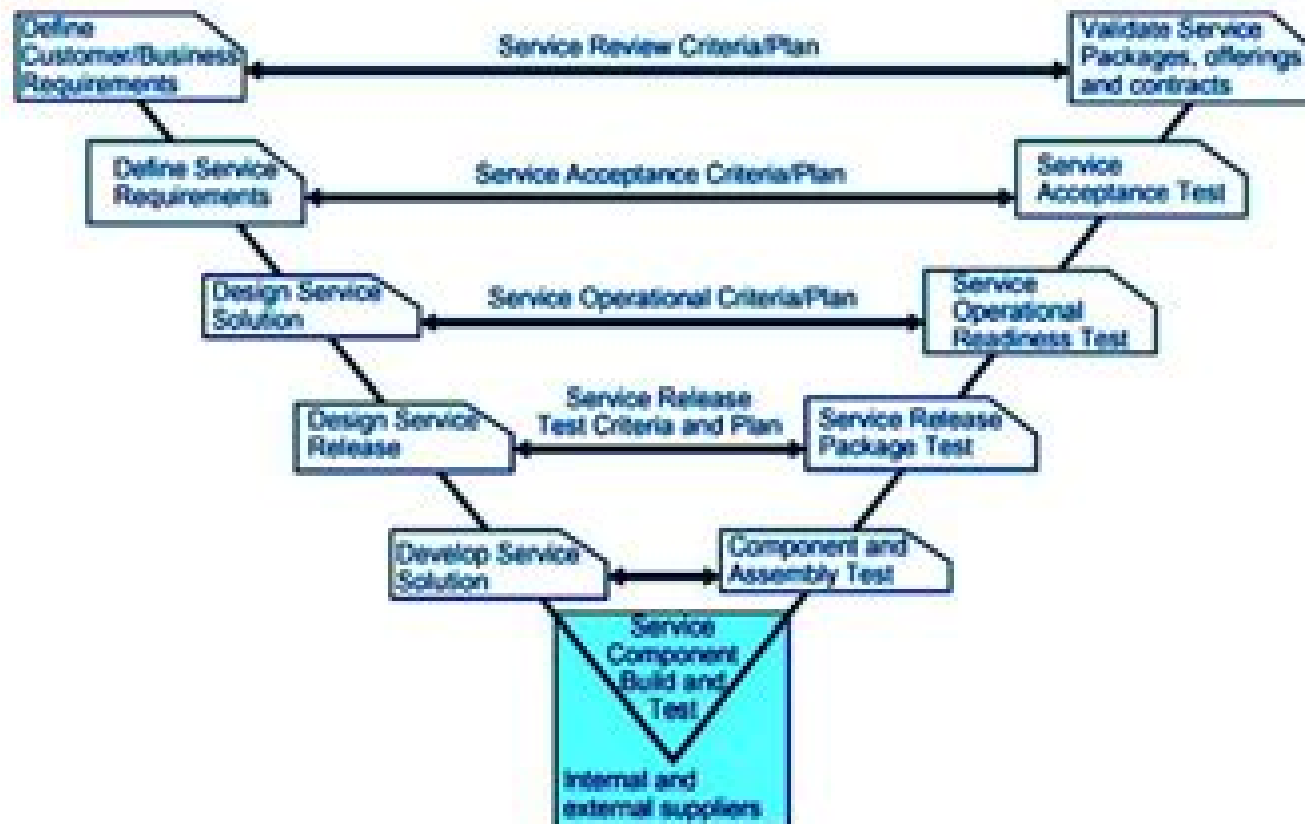 Define
Customer/Business
Requirements
Service Review Criteria/Plan
Validate Service
Packages, offerings
and contracts
Define Service
Requirements
Service Acceptance Criteria/Plan
Service
Acceptance Test
Design Service
Solution
Service Operational Criteria/Plan
Service
Operational
Readiness Test
Design Service
Release
Service Release
Test Criteria and Plan
Service Release
Package Test
Develop Service
Solution
Component and
Assembly Test
Service
Component
Build and
Test
Internal and
external suppliers